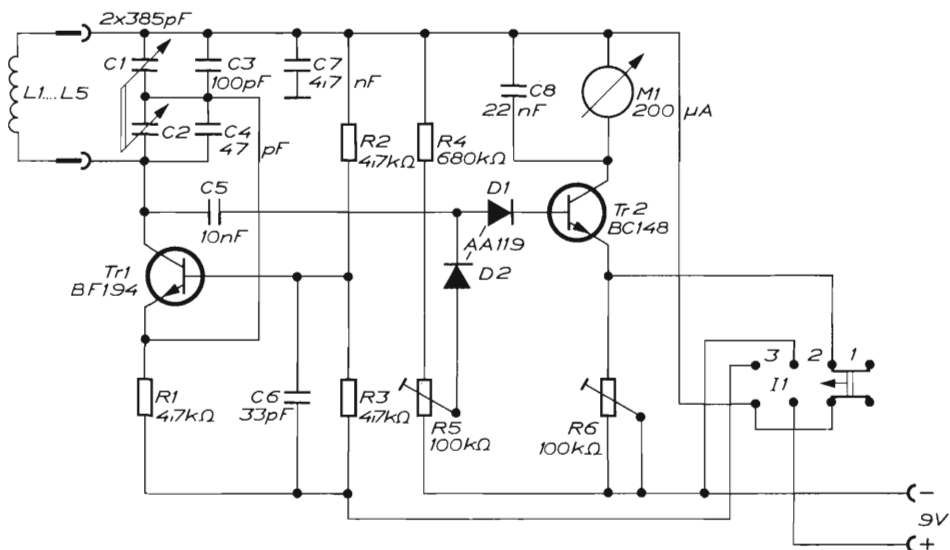 2x385pF
L1...L5
C1
C2
C3
100pF
C4
47 pF
C7
4,7 nF
R2
4,7kΩ
R4
680kΩ
C8
22 nF
M1
200 µA
C5
10nF
D1
AA119
D2
Tr2
BC148
Tr1
BF194
R1
4,7kΩ
C6
33pF
R3
4,7kΩ
R5
100kΩ
R6
100kΩ
3 2 1
I1
−
9V
+